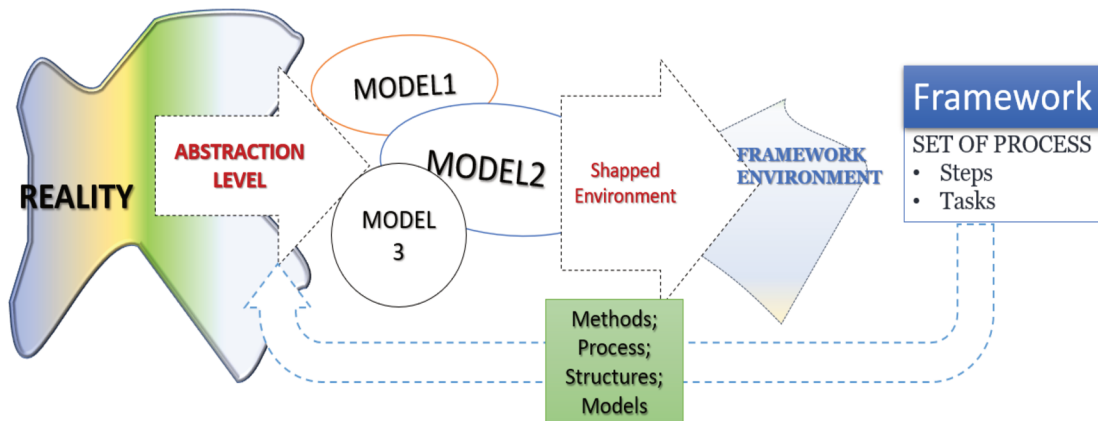 REALITY
ABSTRACTION
LEVEL
MODEL1
MODEL2
MODEL
3
Shapped
Environment
FRAMEWORK
ENVIRONMENT
Framework
SET OF PROCESS
• Steps
• Tasks
Methods;
Process;
Structures;
Models